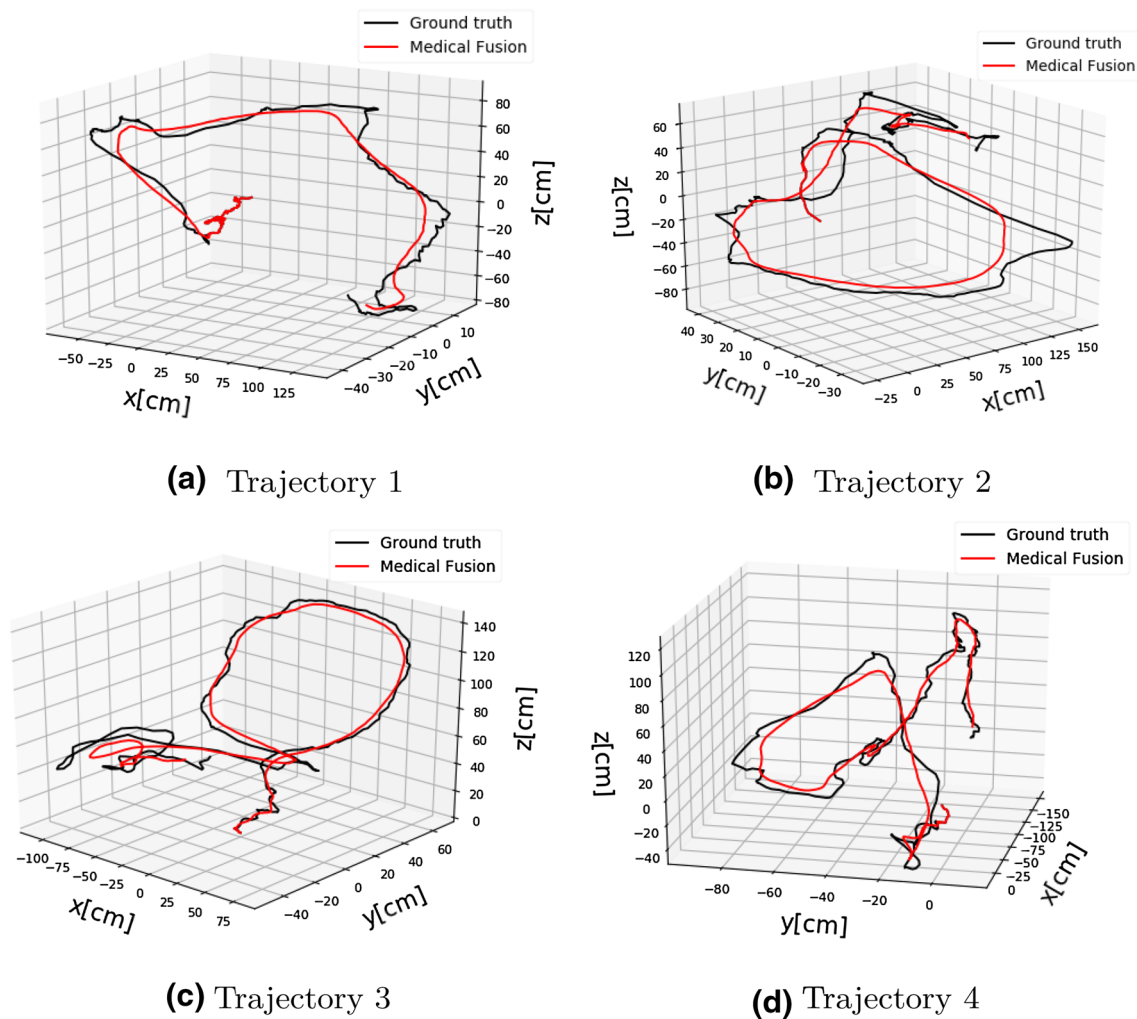 Ground truth
Medical Fusion
80
60
40
20
0
−20
−40
−60
−80
z[cm]
−50 −25 0 25 50 75 100 125
x[cm]
−40 −30 −20 −10 0 10
y[cm]
(a) Trajectory 1
Ground truth
Medical Fusion
60
40
20
0
−20
−40
−60
−80
z[cm]
40 30 20 10 0 −10 −20 −30
y[cm]
−25 0 25 50 75 100 125 150
x[cm]
(b) Trajectory 2
Ground truth
Medical Fusion
140
120
100
80
60
40
20
0
z[cm]
−100 −75 −50 −25 0 25 50 75
x[cm]
−40 −20 0 20 40 60
y[cm]
(c) Trajectory 3
Ground truth
Medical Fusion
120
100
80
60
40
20
0
−20
−40
z[cm]
−80 −60 −40 −20 0
y[cm]
−150
−125
−100
−75
−50
−25
0
x[cm]
(d) Trajectory 4